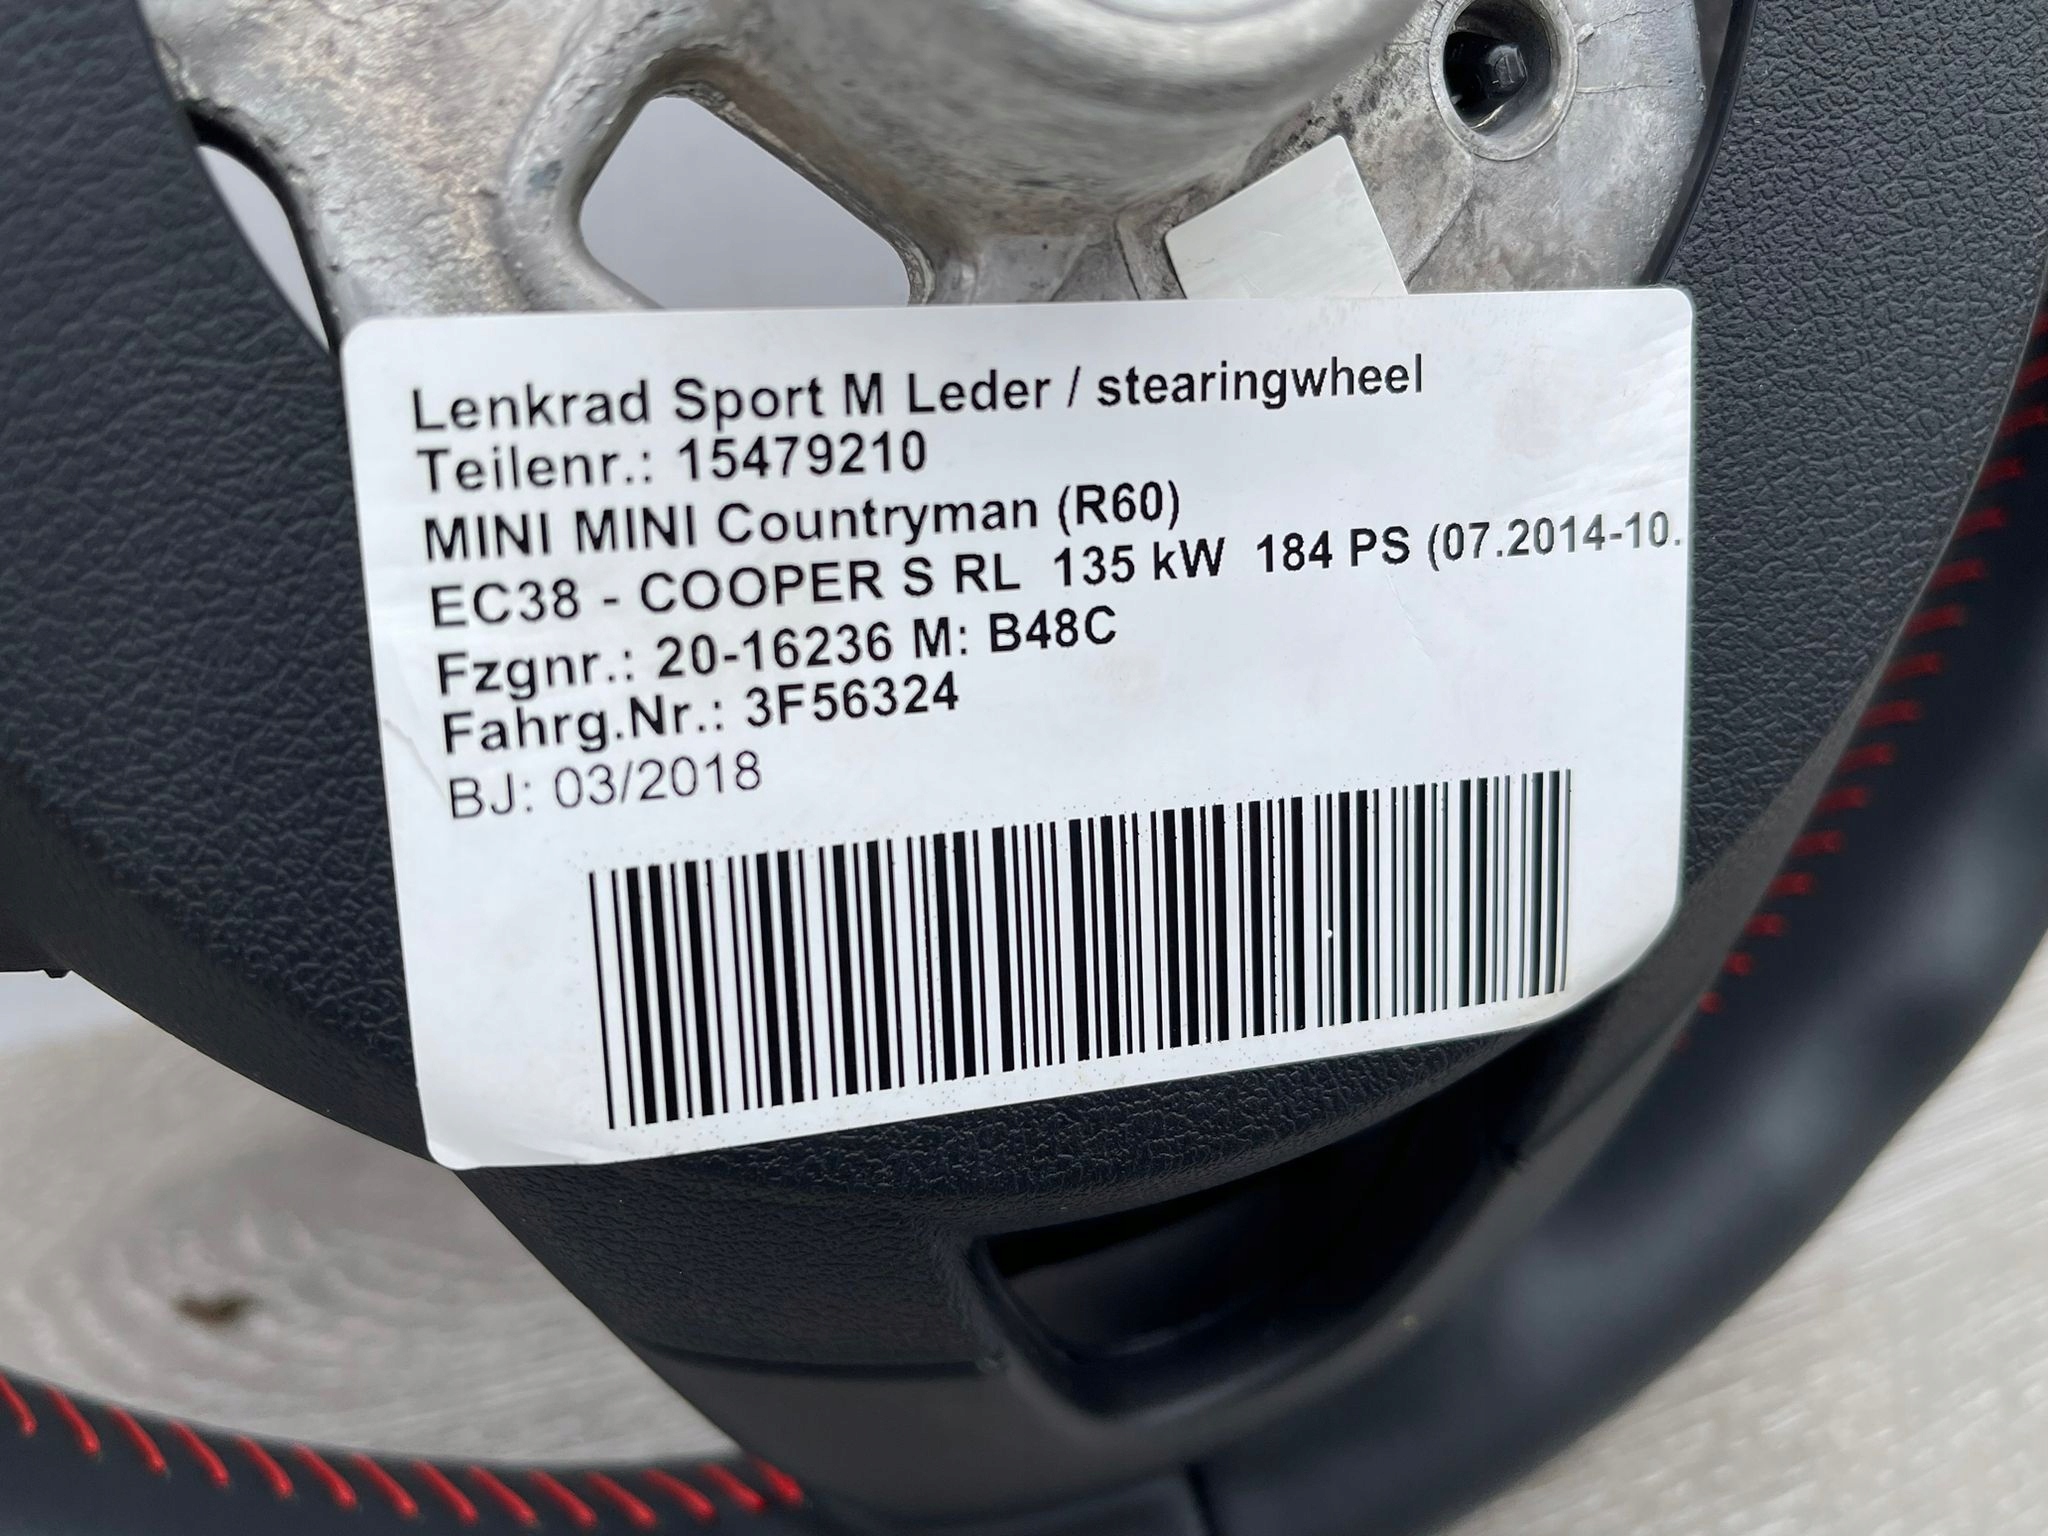 Lenkrad Sport M Leder / stearingwheel
Teilenr.: 15479210
MINI MINI Countryman (R60)
EC38 - COOPER S RL 135 kW 184 PS (07.2014-10.
Fzgnr.: 20-16236 M: B48C
Fahrg.Nr.: 3F56324
BJ: 03/2018